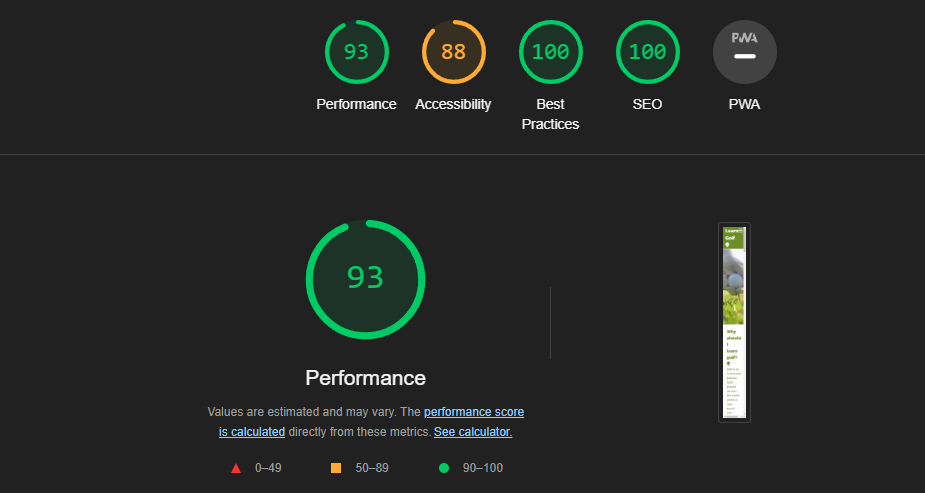 93
88
100
100
PWA
Performance
Accessibility
Best
Practices
SEO
PWA
93
Performance
Values are estimated and may vary. The performance score
is calculated directly from these metrics. See calculator.
0–49
50–89
90–100
Learn
Golf
Why
should
I
learn
golf?